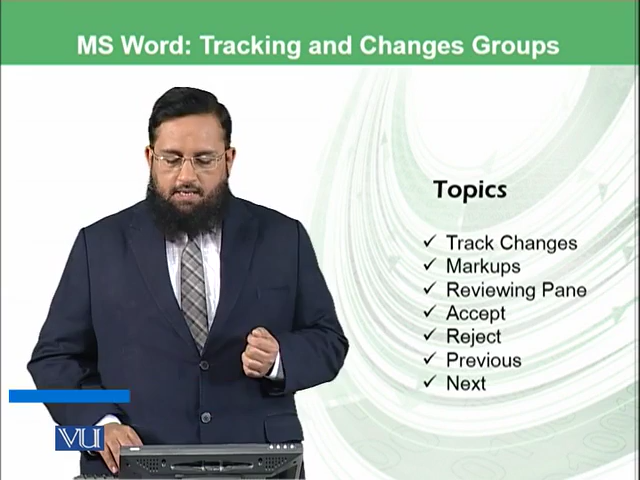 MS Word: Tracking and Changes Groups
Topics
✓ Track Changes
✓ Markups
✓ Reviewing Pane
✓ Accept
✓ Reject
✓ Previous
✓ Next
VU